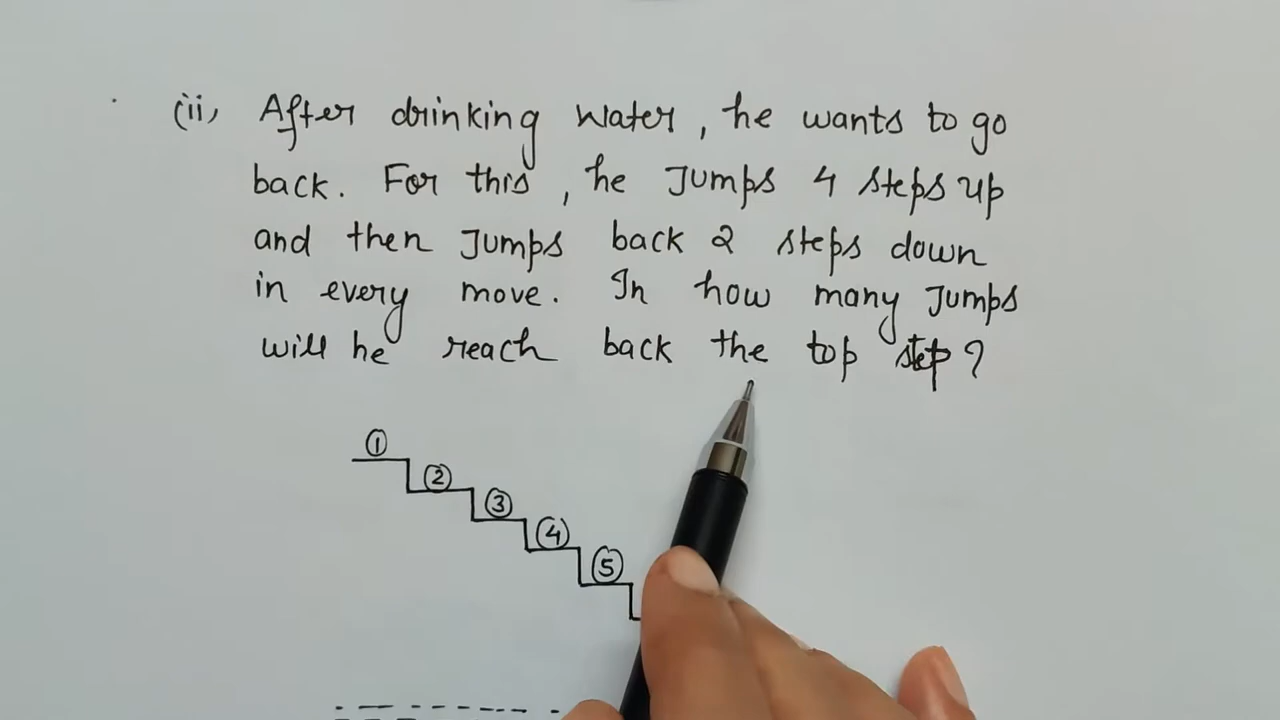 (ii) After drinking water, he wants to go
back. For this, he jumps 4 steps up
and then jumps back 2 steps down
in every move. In how many jumps
will he reach back the top step?
①
②
③
④
⑤